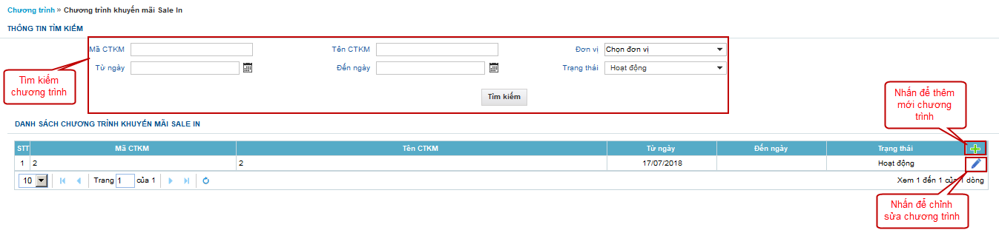 Chương trình » Chương trình khuyến mãi Sale In
THÔNG TIN TÌM KIẾM
Mã CTKM
Tên CTKM
Đơn vị
Chọn đơn vị
Từ ngày
Đến ngày
Trạng thái
Hoạt động
Tìm kiếm
chương trình
Tìm kiếm
Nhấn để thêm
mới chương
trình
DANH SÁCH CHƯƠNG TRÌNH KHUYẾN MÃI SALE IN
STT Mã CTKM Tên CTKM Từ ngày Đến ngày Trạng thái
1 2 2 17/07/2018 Hoạt động
10 Trang 1 của 1 Xem 1 đến 1 của 1 dòng
Nhấn để chỉnh
sửa chương trình